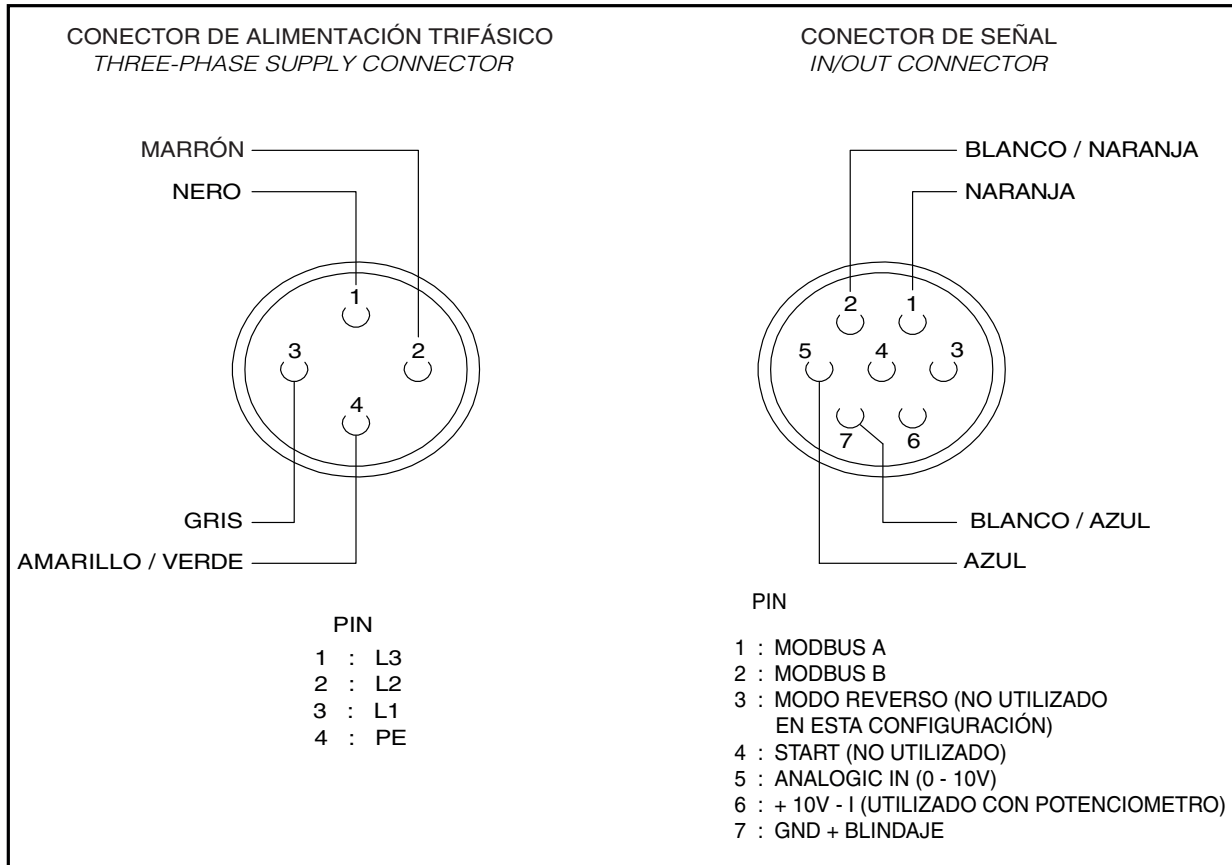 CONECTOR DE ALIMENTACIÓN TRIFÁSICO
THREE-PHASE SUPPLY CONNECTOR
MARRÓN
NERO
1
3
2
4
GRIS
AMARILLO / VERDE
PIN
1 : L3
2 : L2
3 : L1
4 : PE
CONECTOR DE SEÑAL
IN/OUT CONNECTOR
BLANCO / NARANJA
NARANJA
2 1
5 4 3
7 6
BLANCO / AZUL
AZUL
PIN
1 : MODBUS A
2 : MODBUS B
3 : MODO REVERSO (NO UTILIZADO
EN ESTA CONFIGURACIÓN)
4 : START (NO UTILIZADO)
5 : ANALOGIC IN (0 - 10V)
6 : + 10V - I (UTILIZADO CON POTENCIOMETRO)
7 : GND + BLINDAJE